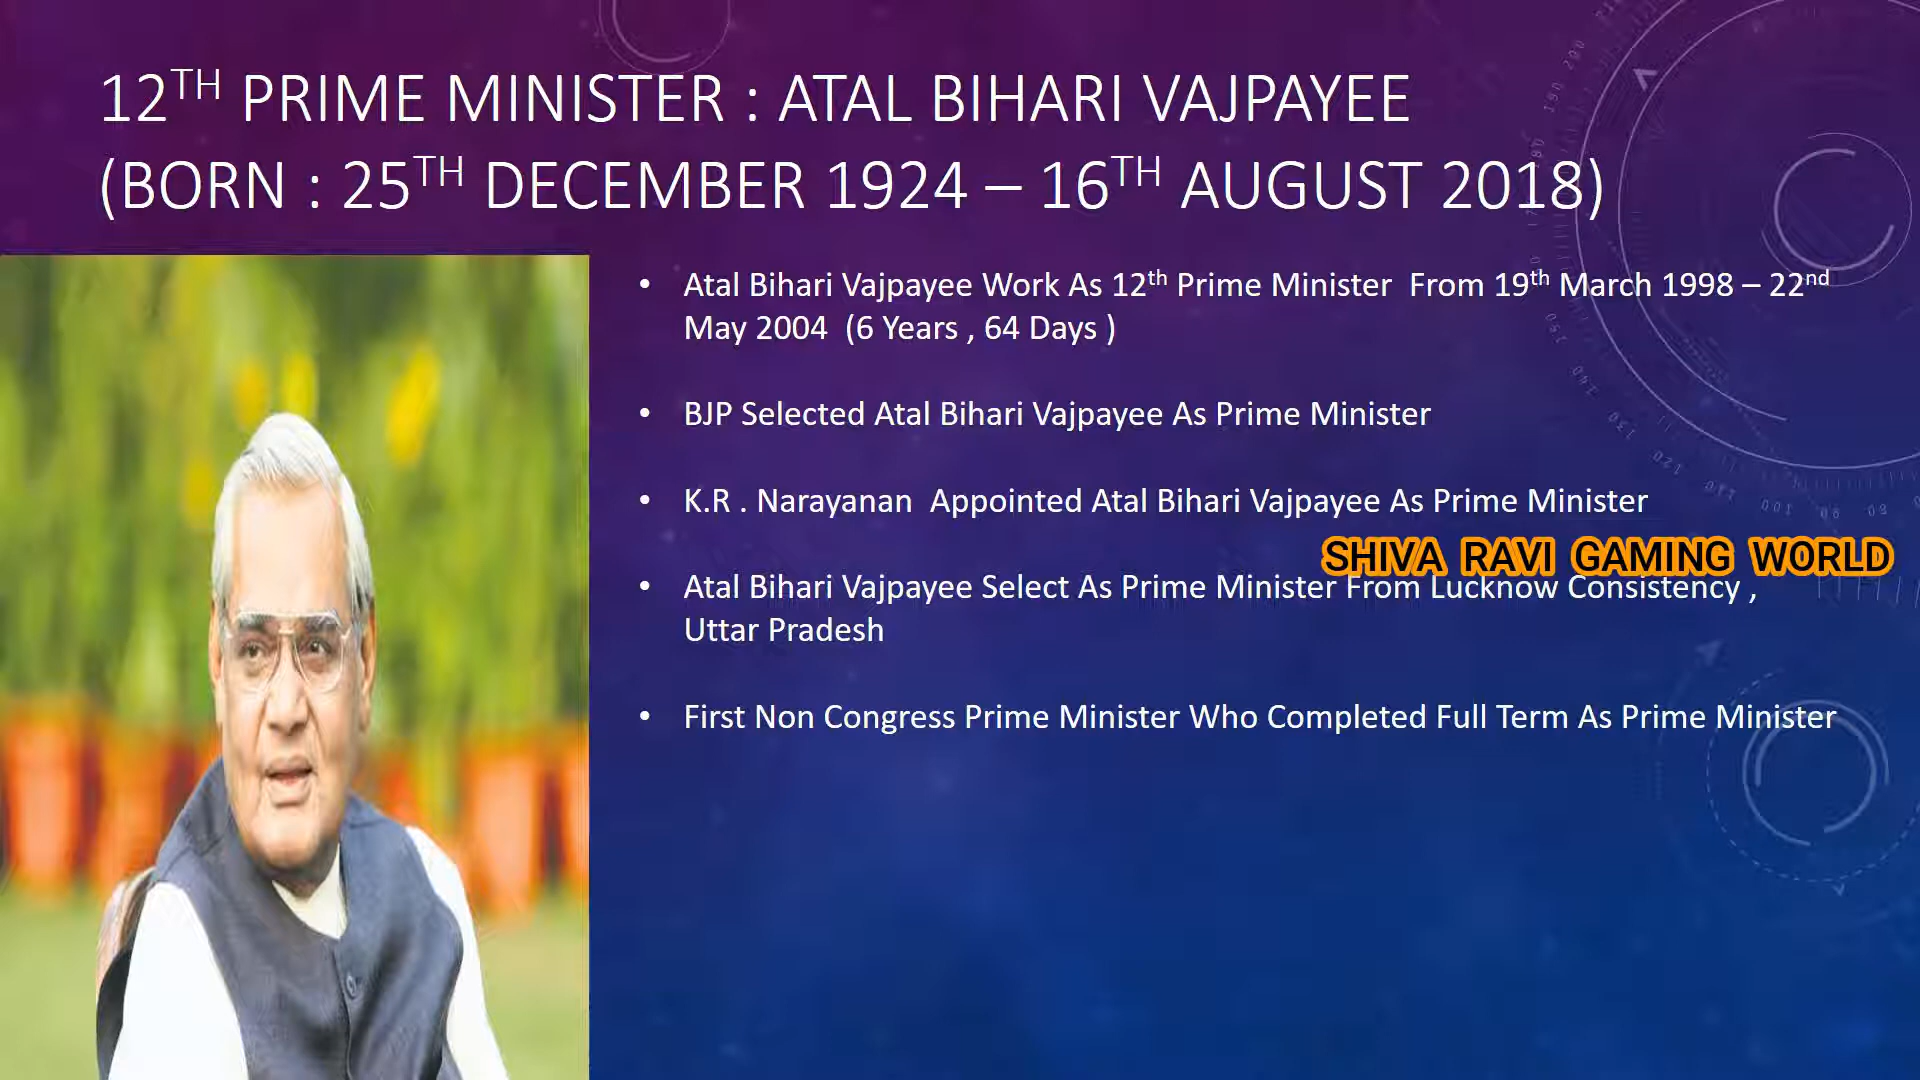 12TH PRIME MINISTER : ATAL BIHARI VAJPAYEE
(BORN : 25TH DECEMBER 1924 – 16TH AUGUST 2018)
• Atal Bihari Vajpayee Work As 12th Prime Minister From 19th March 1998 – 22nd
May 2004 (6 Years , 64 Days )
• BJP Selected Atal Bihari Vajpayee As Prime Minister
• K.R . Narayanan Appointed Atal Bihari Vajpayee As Prime Minister
SHIVA RAVI GAMING WORLD
• Atal Bihari Vajpayee Select As Prime Minister From Lucknow Consistency ,
Uttar Pradesh
• First Non Congress Prime Minister Who Completed Full Term As Prime Minister